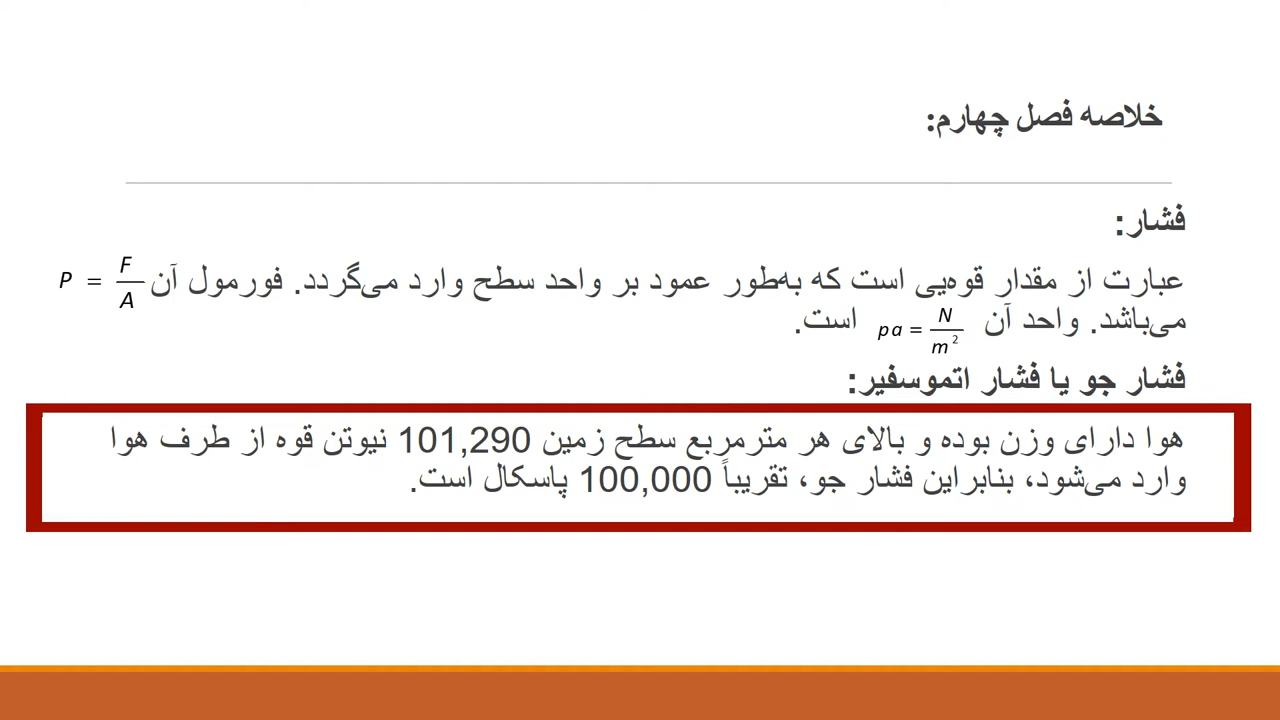 خلاصه فصل چهارم:
فشار:
عبارت از مقدار قوه‌یی است که به‌طور عمود بر واحد سطح وارد می‌گردد. فورمول آن P = F/A
می‌باشد. واحد آن pa = N/m² است.
فشار جو یا فشار اتموسفیر:
هوا دارای وزن بوده و بالای هر مترمربع سطح زمین 101,290 نیوتن قوه از طرف هوا
وارد می‌شود، بنابراین فشار جو، تقریباً 100,000 پاسکال است.